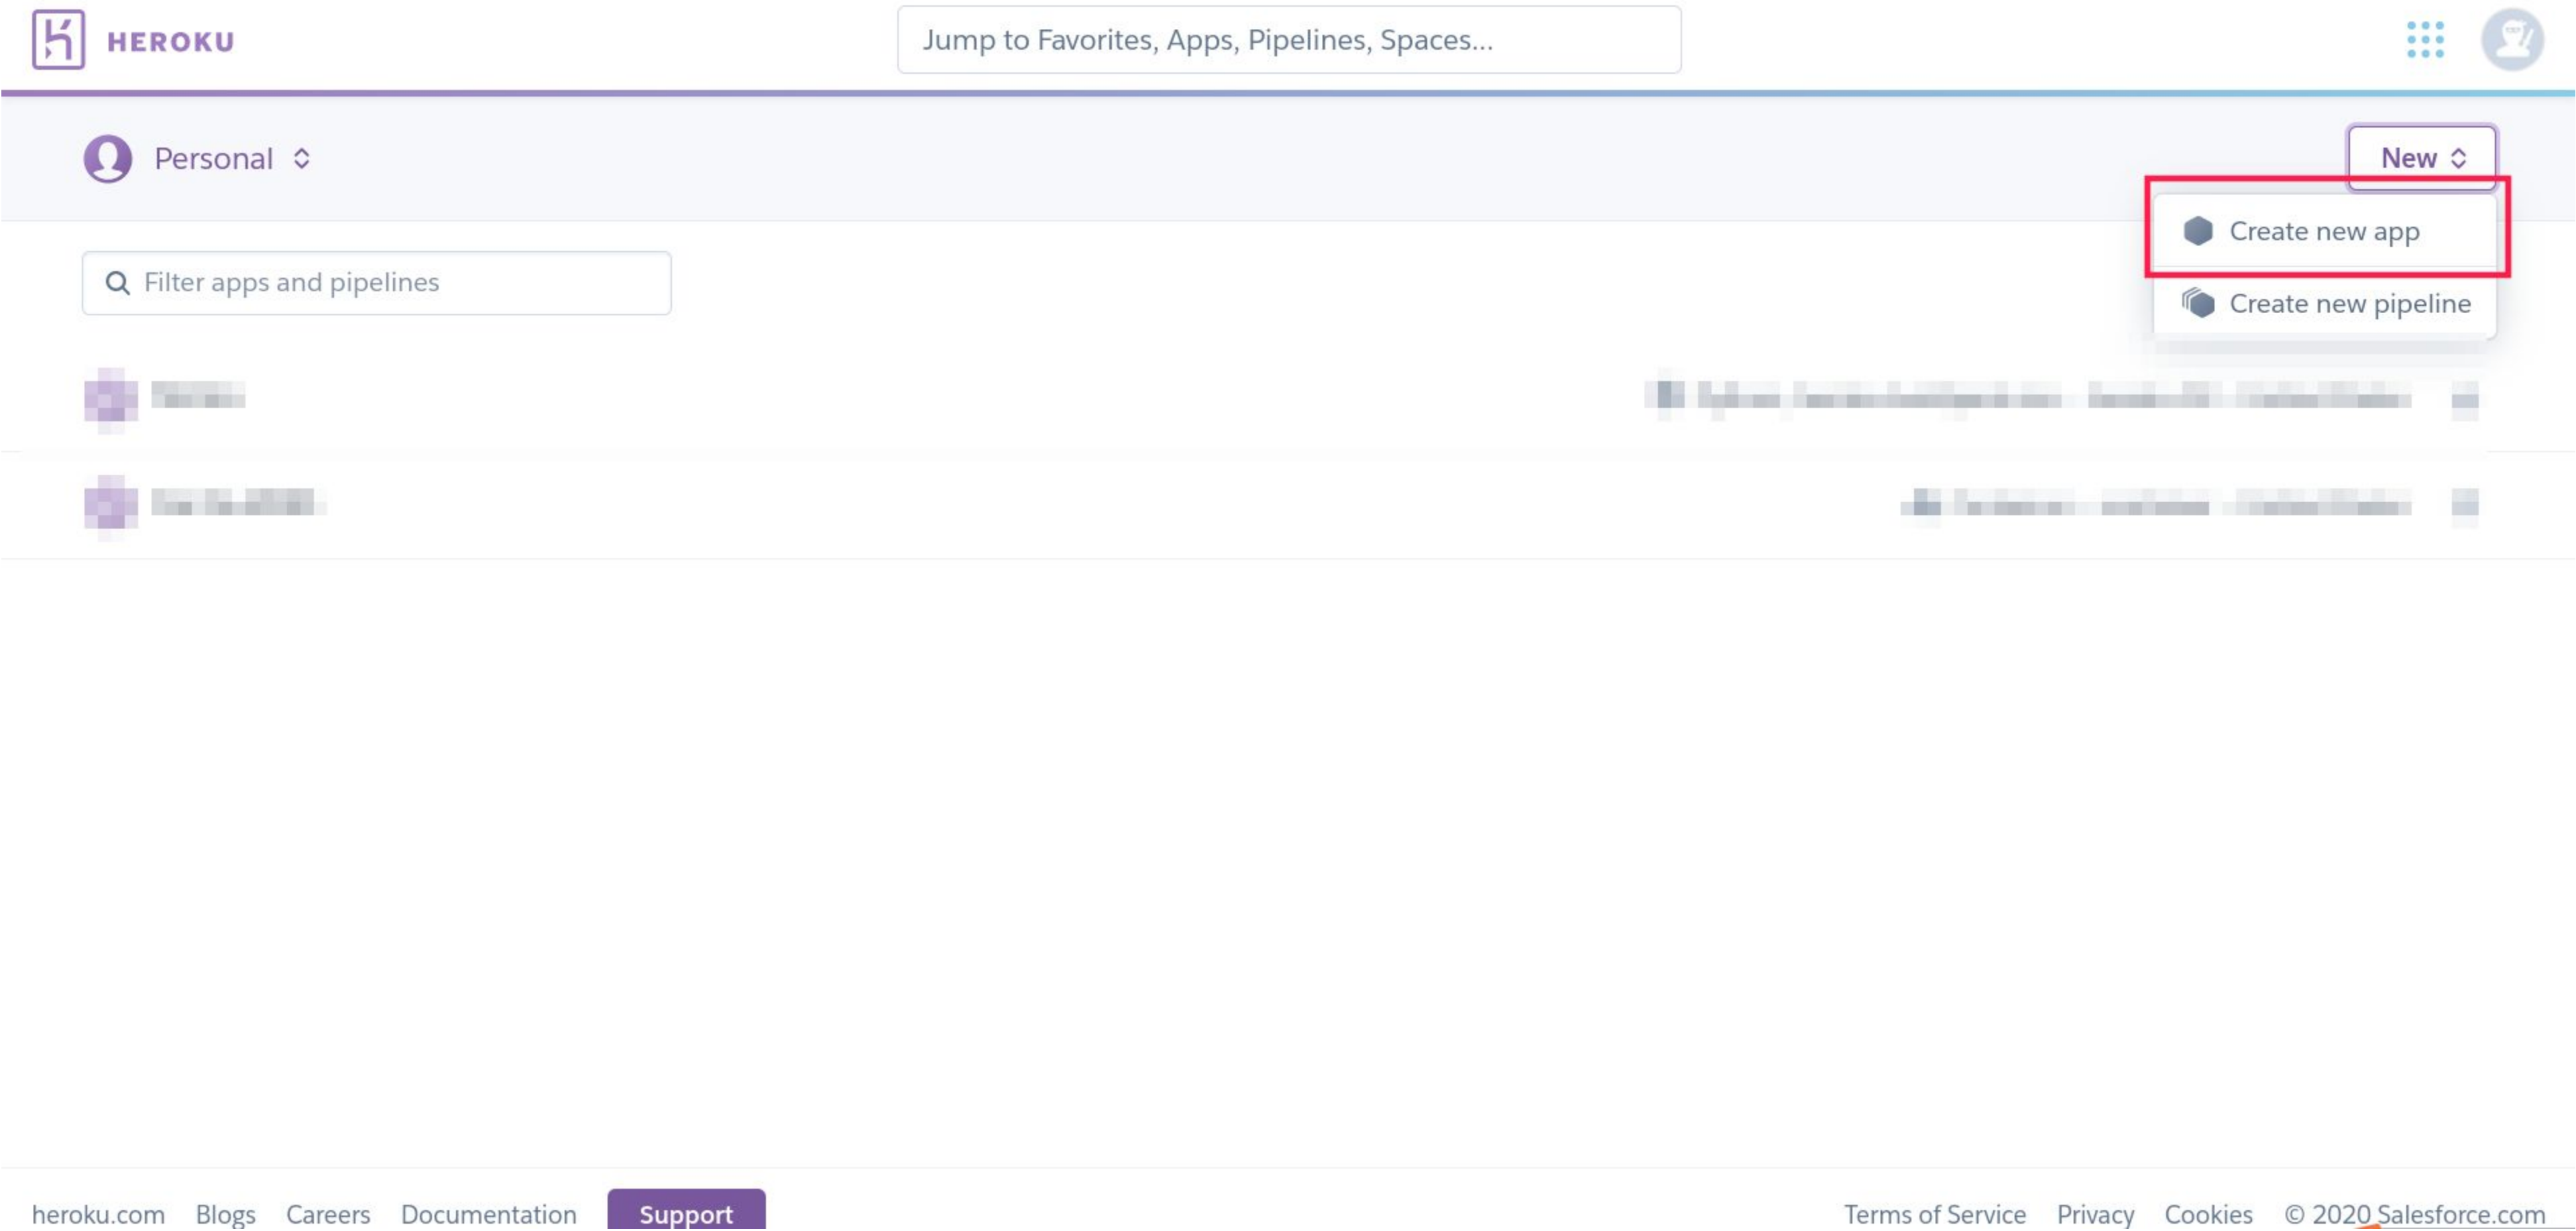 HEROKU
Jump to Favorites, Apps, Pipelines, Spaces...
Personal
New
Create new app
Filter apps and pipelines
Create new pipeline
heroku.com Blogs Careers Documentation Support Terms of Service Privacy Cookies © 2020 Salesforce.com